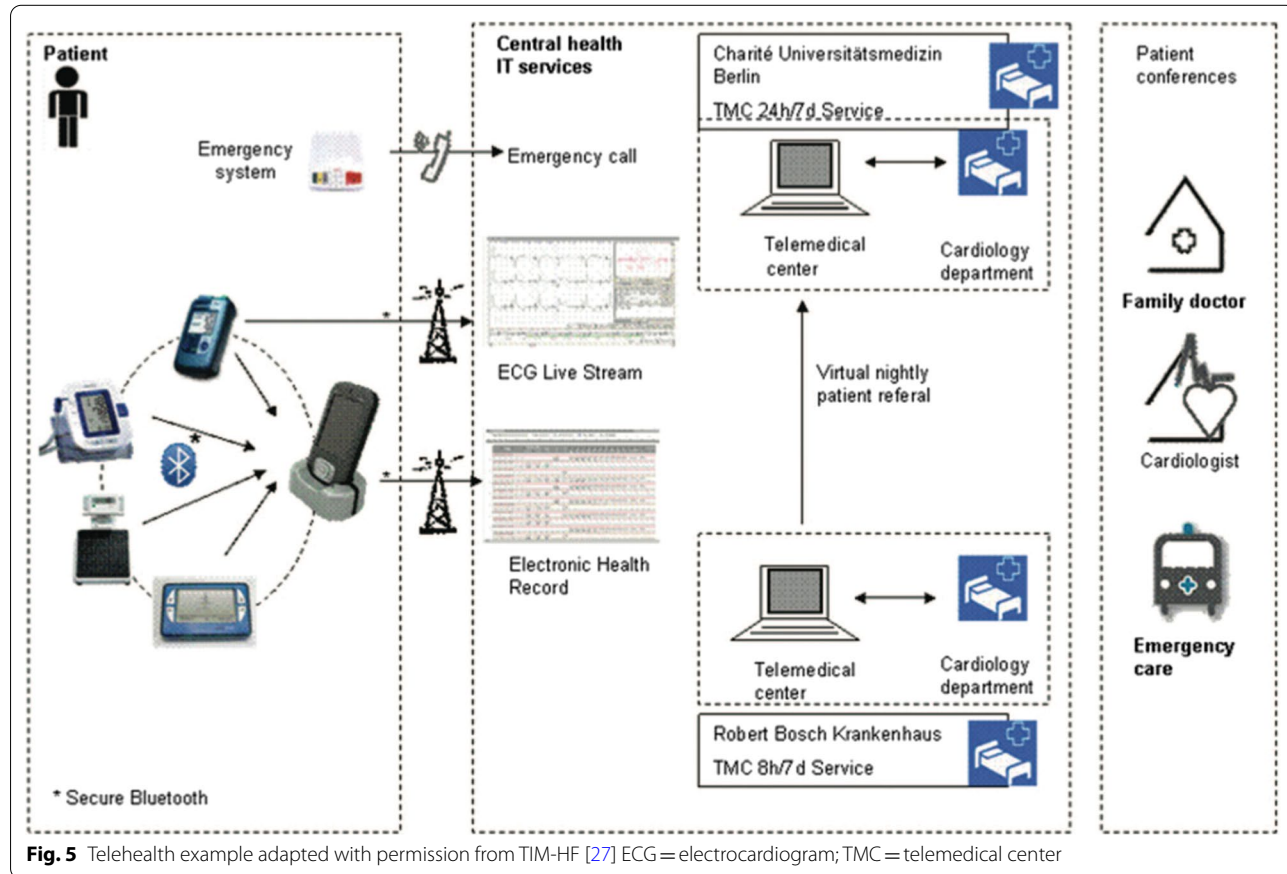 Patient
Emergency
system
* Secure Bluetooth
*
*
*
Central health
IT services
Emergency call
ECG Live Stream
Electronic Health
Record
Charité Universitätsmedizin
Berlin
TMC 24h/7d Service
Telemedical
center
Cardiology
department
Virtual nightly
patient referal
Telemedical
center
Cardiology
department
Robert Bosch Krankenhaus
TMC 8h/7d Service
Patient
conferences
Family doctor
Cardiologist
Emergency
care
Fig. 5 Telehealth example adapted with permission from TIM-HF [27] ECG = electrocardiogram; TMC = telemedical center